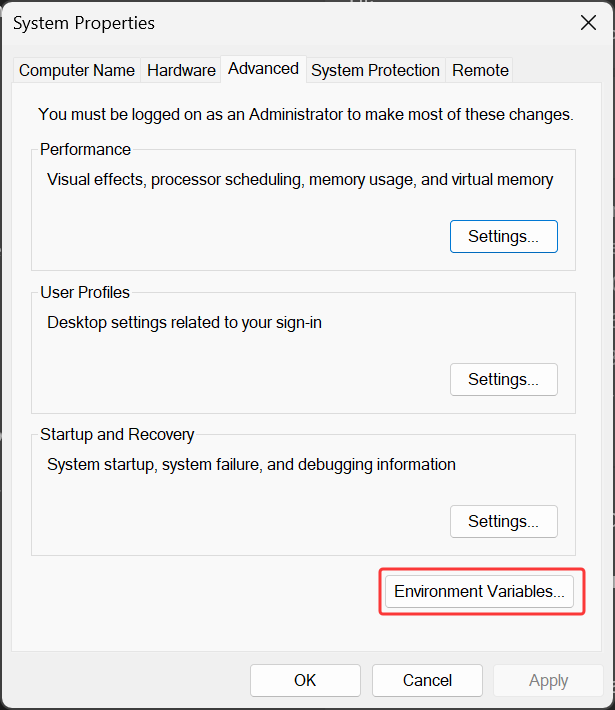 System Properties
Computer Name Hardware Advanced System Protection Remote
You must be logged on as an Administrator to make most of these changes.
Performance
Visual effects, processor scheduling, memory usage, and virtual memory
Settings...
User Profiles
Desktop settings related to your sign-in
Settings...
Startup and Recovery
System startup, system failure, and debugging information
Settings...
Environment Variables...
OK Cancel Apply